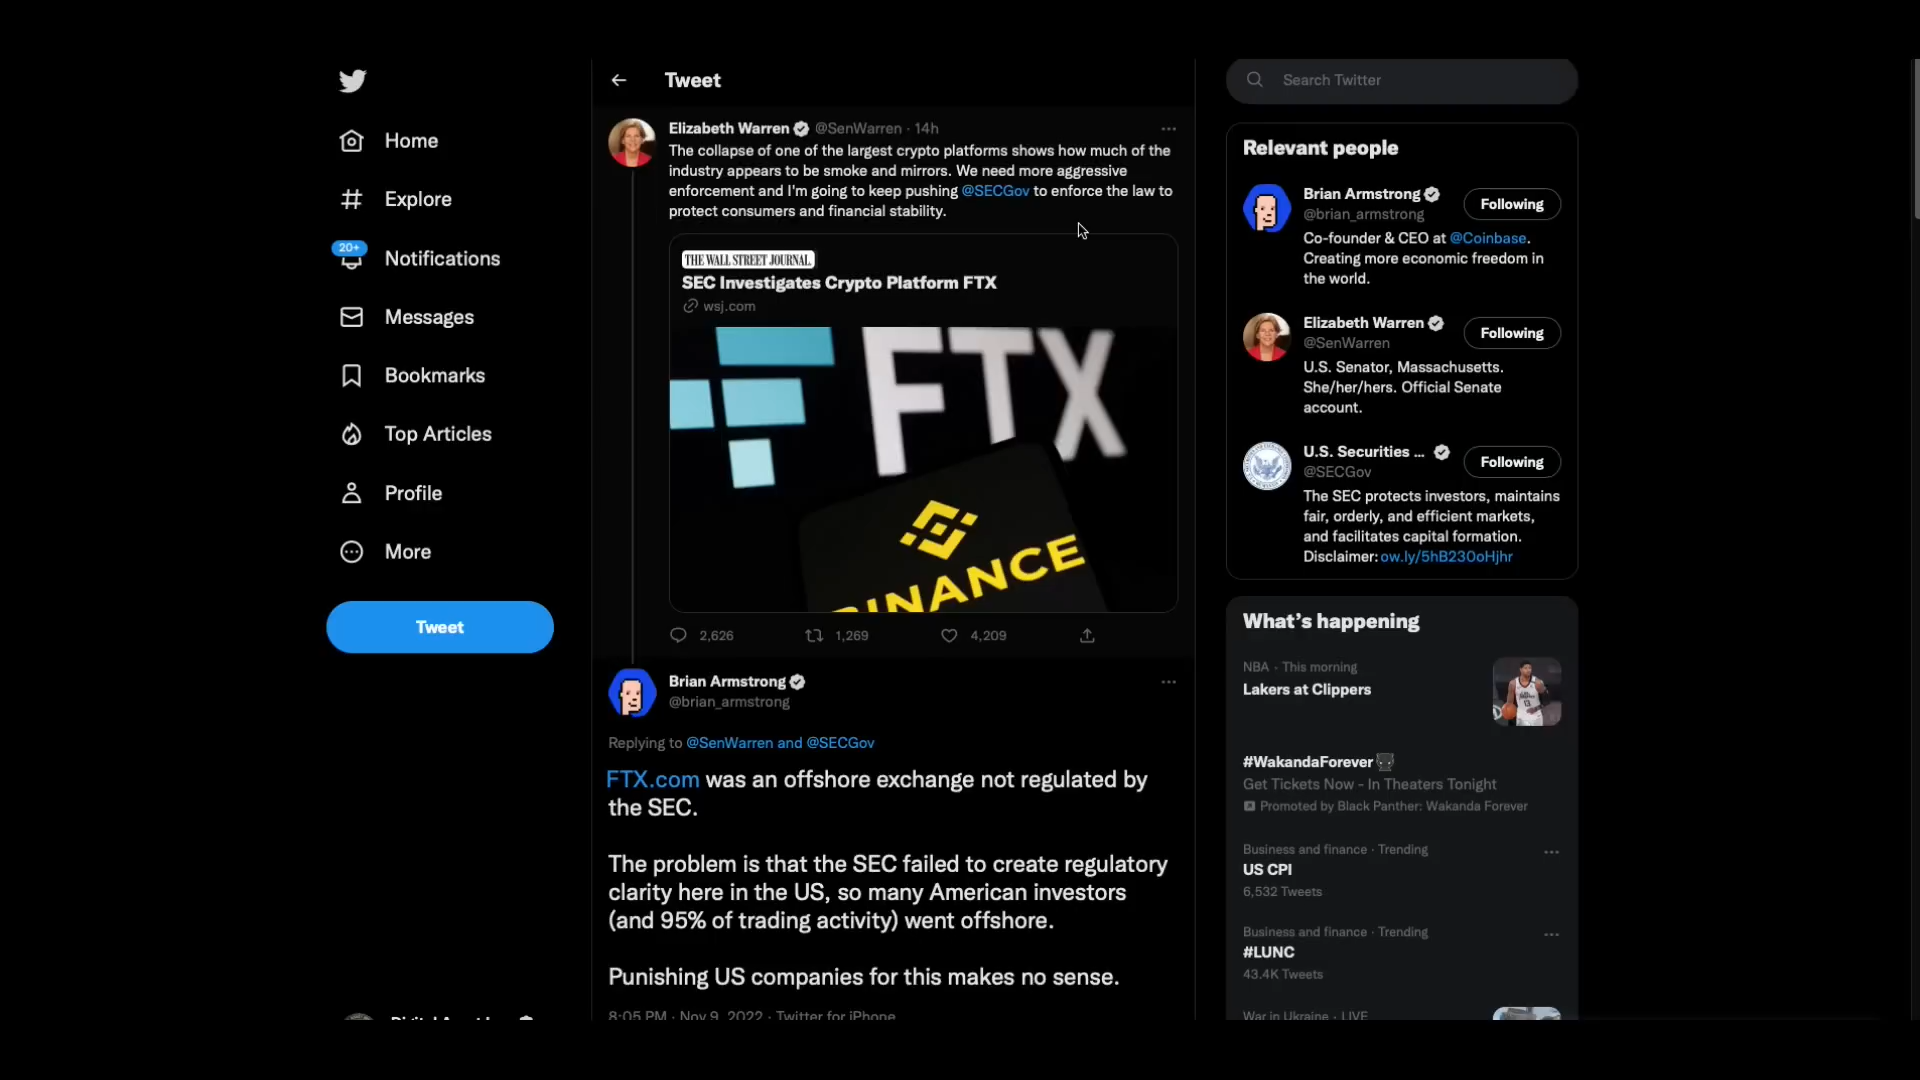 Home
Explore
20+
Notifications
Messages
Bookmarks
Top Articles
Profile
More
Tweet
Tweet
Elizabeth Warren @SenWarren · 14h
The collapse of one of the largest crypto platforms shows how much of the
industry appears to be smoke and mirrors. We need more aggressive
enforcement and I'm going to keep pushing @SECGov to enforce the law to
protect consumers and financial stability.
THE WALL STREET JOURNAL.
SEC Investigates Crypto Platform FTX
wsj.com
FTX
BINANCE
2,626 1,269 4,209
Brian Armstrong
@brian_armstrong
Replying to @SenWarren and @SECGov
FTX.com was an offshore exchange not regulated by
the SEC.
The problem is that the SEC failed to create regulatory
clarity here in the US, so many American investors
(and 95% of trading activity) went offshore.
Punishing US companies for this makes no sense.
8:05 PM · Nov 9, 2022 · Twitter for iPhone
Search Twitter
Relevant people
Brian Armstrong
@brian_armstrong
Following
Co-founder & CEO at @Coinbase.
Creating more economic freedom in
the world.
Elizabeth Warren
@SenWarren
Following
U.S. Senator, Massachusetts.
She/her/hers. Official Senate
account.
U.S. Securities ...
@SECGov
Following
The SEC protects investors, maintains
fair, orderly, and efficient markets,
and facilitates capital formation.
Disclaimer: ow.ly/5hB230oHjhr
What's happening
NBA · This morning
Lakers at Clippers
#WakandaForever
Get Tickets Now - In Theaters Tonight
Promoted by Black Panther: Wakanda Forever
Business and finance · Trending
US CPI
6,532 Tweets
Business and finance · Trending
#LUNC
43.4K Tweets
War in Ukraine · LIVE